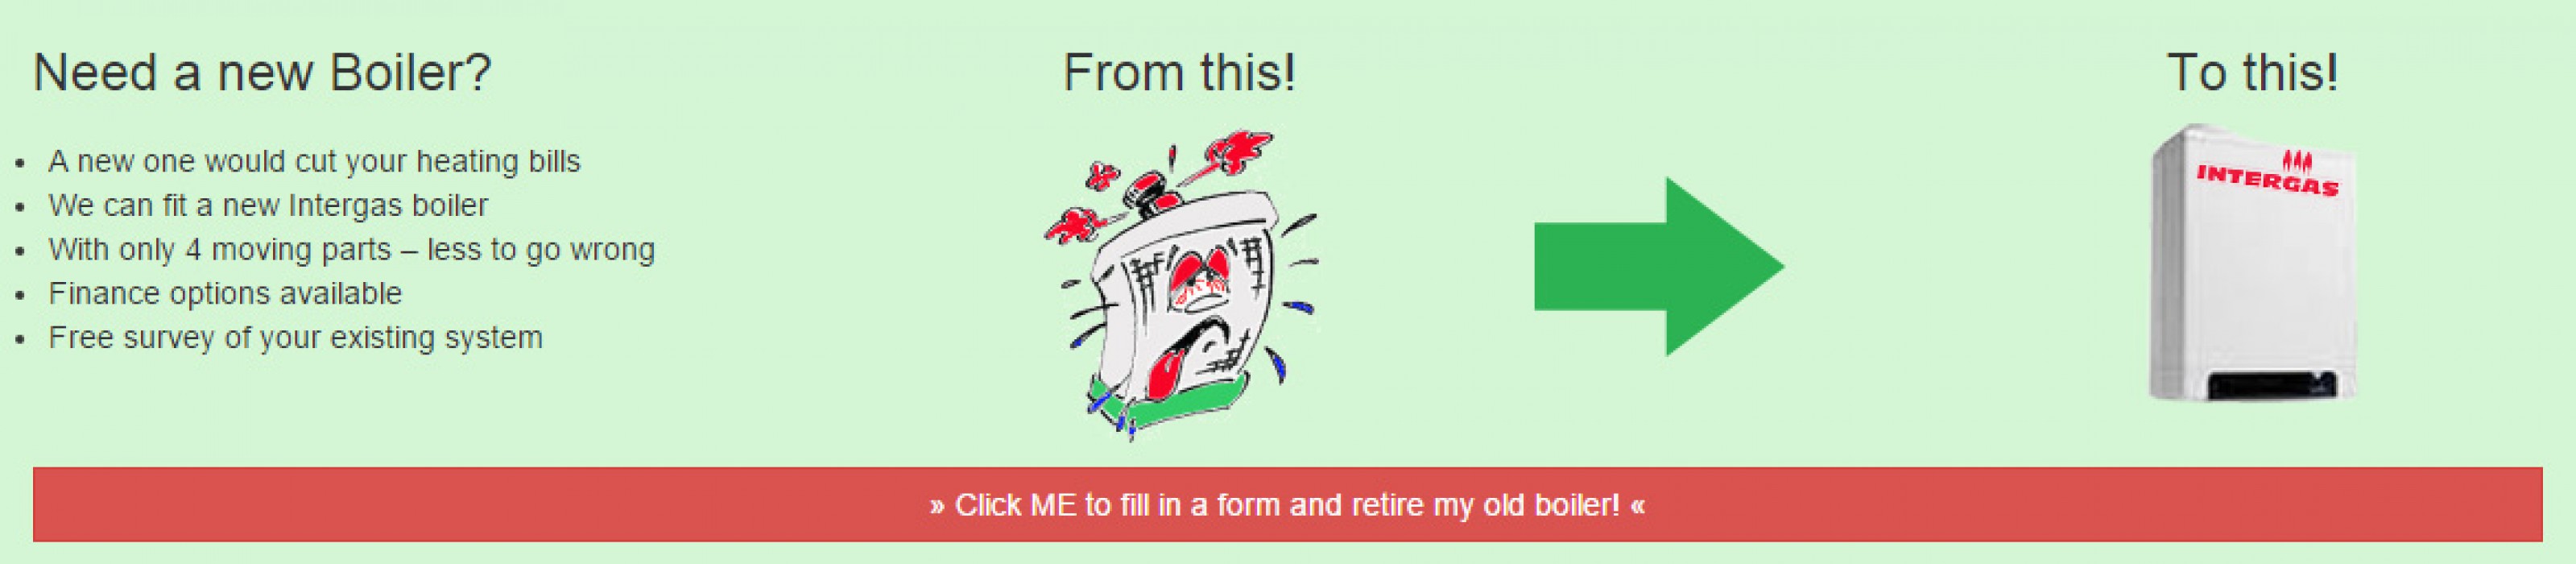 Need a new Boiler?
• A new one would cut your heating bills
• We can fit a new Intergas boiler
• With only 4 moving parts – less to go wrong
• Finance options available
• Free survey of your existing system
From this!
To this!
INTERGAS
» Click ME to fill in a form and retire my old boiler! «